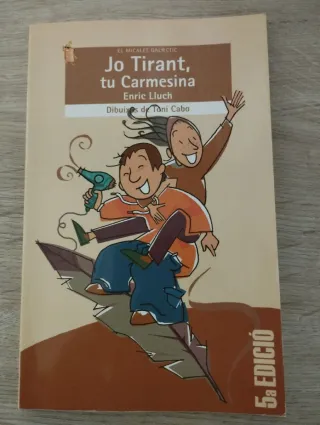 EL MICALET GALÀCTIC
Jo Tirant,
tu Carmesina
Enric Lluch
Dibuixos de Toni Cabo
5a EDICIÓ